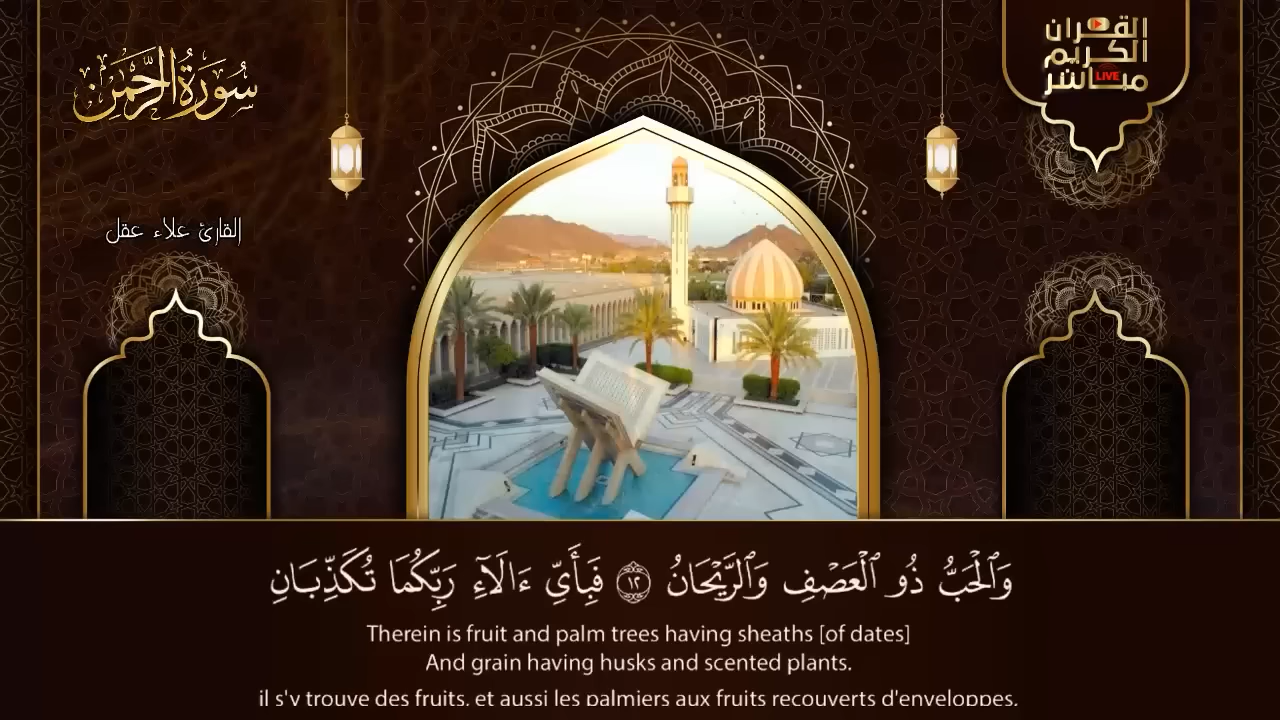 سُورَةُ الرَّحْمَٰن
القرآن
الكريم
مباشر
LIVE
القارئ علاء عقل
وَٱلْحَبُّ ذُو ٱلْعَصْفِ وَٱلرَّيْحَانُ ١٢ فَبِأَيِّ ءَالَآءِ رَبِّكُمَا تُكَذِّبَانِ
Therein is fruit and palm trees having sheaths [of dates]
And grain having husks and scented plants.
il s'y trouve des fruits, et aussi les palmiers aux fruits recouverts d'enveloppes,